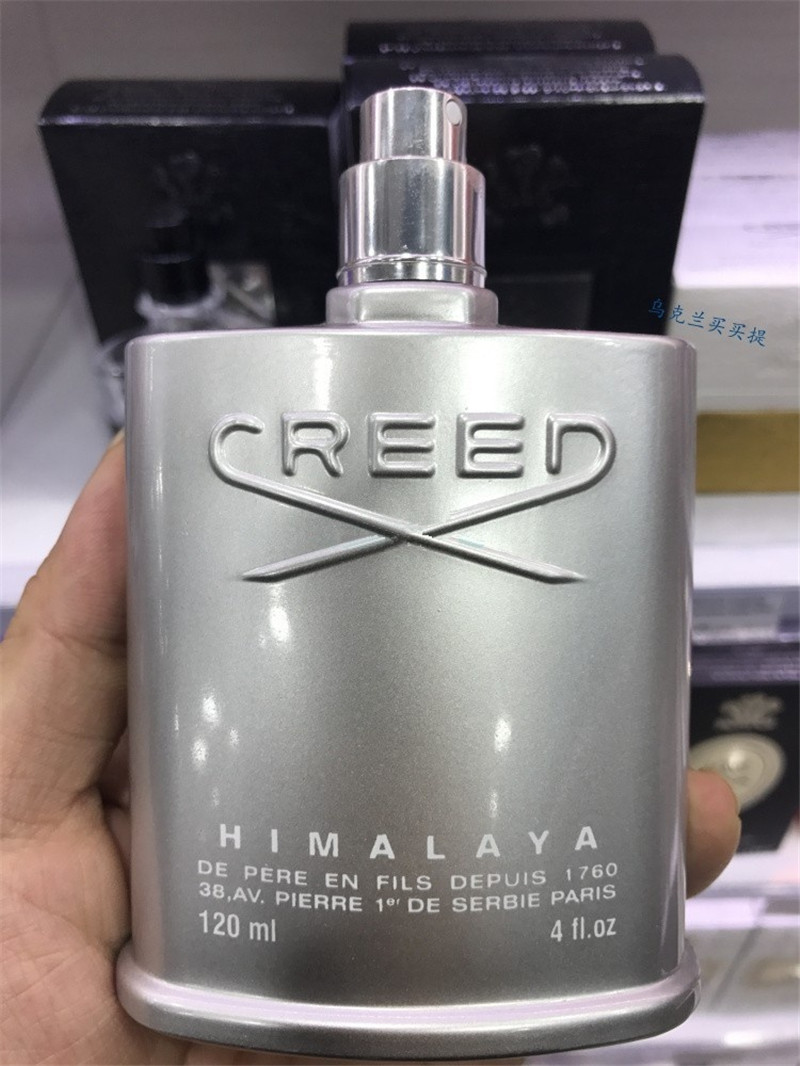 乌克兰买买提
CREED
HIMALAYA
DE PÈRE EN FILS DEPUIS 1760
38,AV. PIERRE 1er DE SERBIE PARIS
120 ml 4 fl.oz